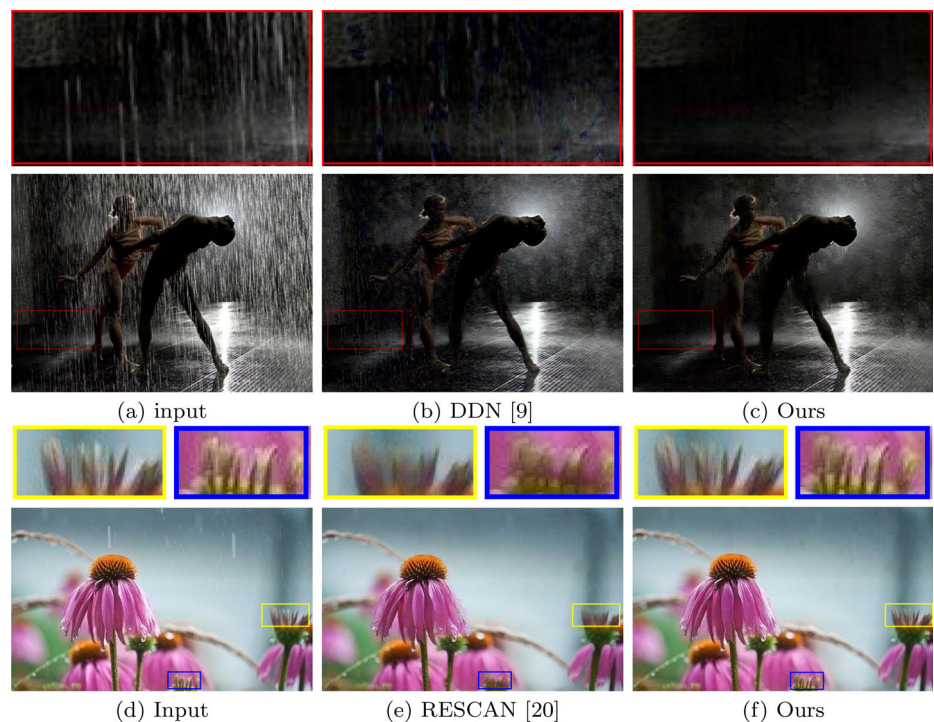 (a) input
(b) DDN [9]
(c) Ours
(d) Input
(e) RESCAN [20]
(f) Ours